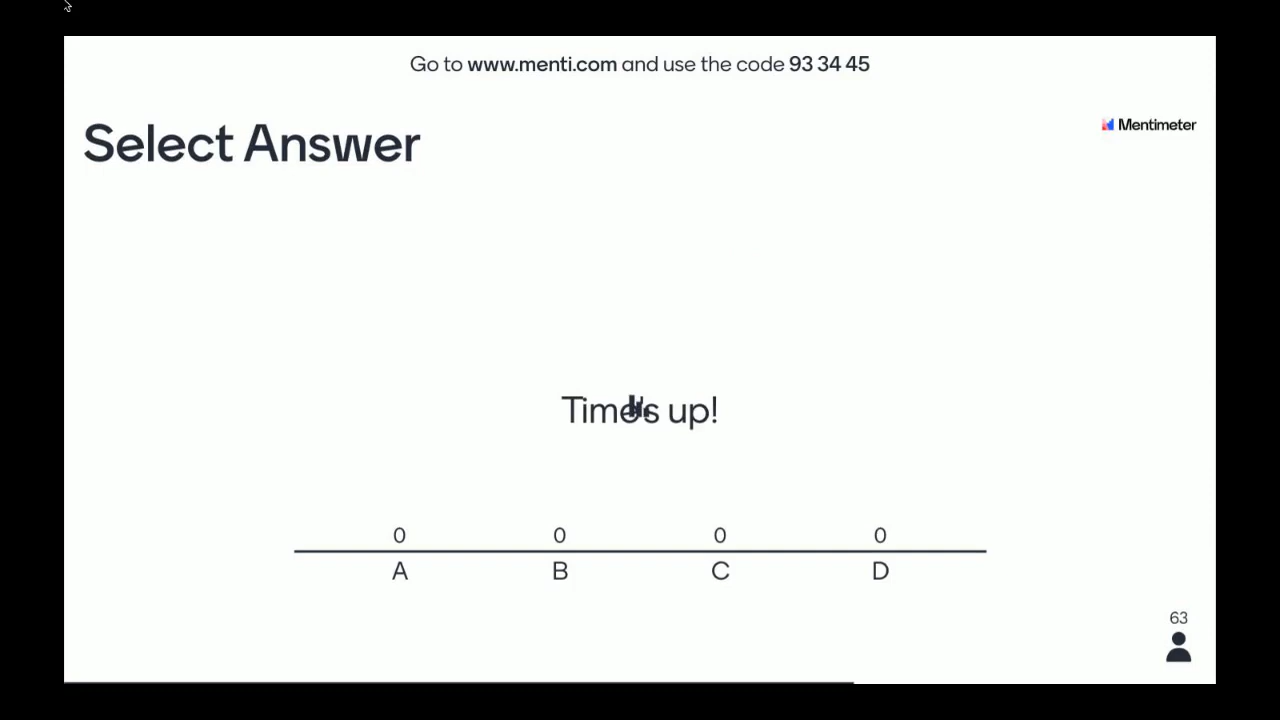 Go to www.menti.com and use the code 93 34 45
Select Answer
Mentimeter
Time's up!
0 0 0 0
A B C D
63